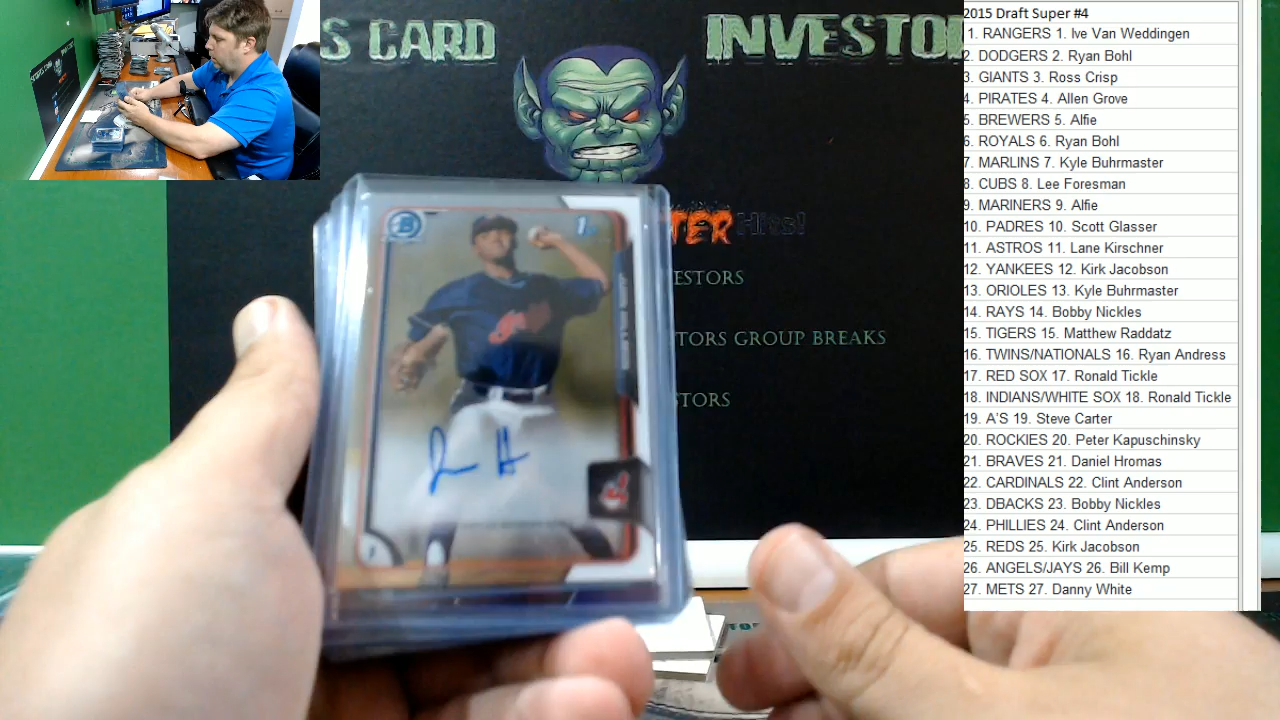 S CARD INVESTO
TER Hits!
ESTORS
TORS GROUP BREAKS
STORS
B
1st
2015 Draft Super #4
1. RANGERS 1. Ive Van Weddingen
2. DODGERS 2. Ryan Bohl
3. GIANTS 3. Ross Crisp
4. PIRATES 4. Allen Grove
5. BREWERS 5. Alfie
6. ROYALS 6. Ryan Bohl
7. MARLINS 7. Kyle Buhrmaster
8. CUBS 8. Lee Foresman
9. MARINERS 9. Alfie
10. PADRES 10. Scott Glasser
11. ASTROS 11. Lane Kirschner
12. YANKEES 12. Kirk Jacobson
13. ORIOLES 13. Kyle Buhrmaster
14. RAYS 14. Bobby Nickles
15. TIGERS 15. Matthew Raddatz
16. TWINS/NATIONALS 16. Ryan Andress
17. RED SOX 17. Ronald Tickle
18. INDIANS/WHITE SOX 18. Ronald Tickle
19. A'S 19. Steve Carter
20. ROCKIES 20. Peter Kapuschinsky
21. BRAVES 21. Daniel Hromas
22. CARDINALS 22. Clint Anderson
23. DBACKS 23. Bobby Nickles
24. PHILLIES 24. Clint Anderson
25. REDS 25. Kirk Jacobson
26. ANGELS/JAYS 26. Bill Kemp
27. METS 27. Danny White